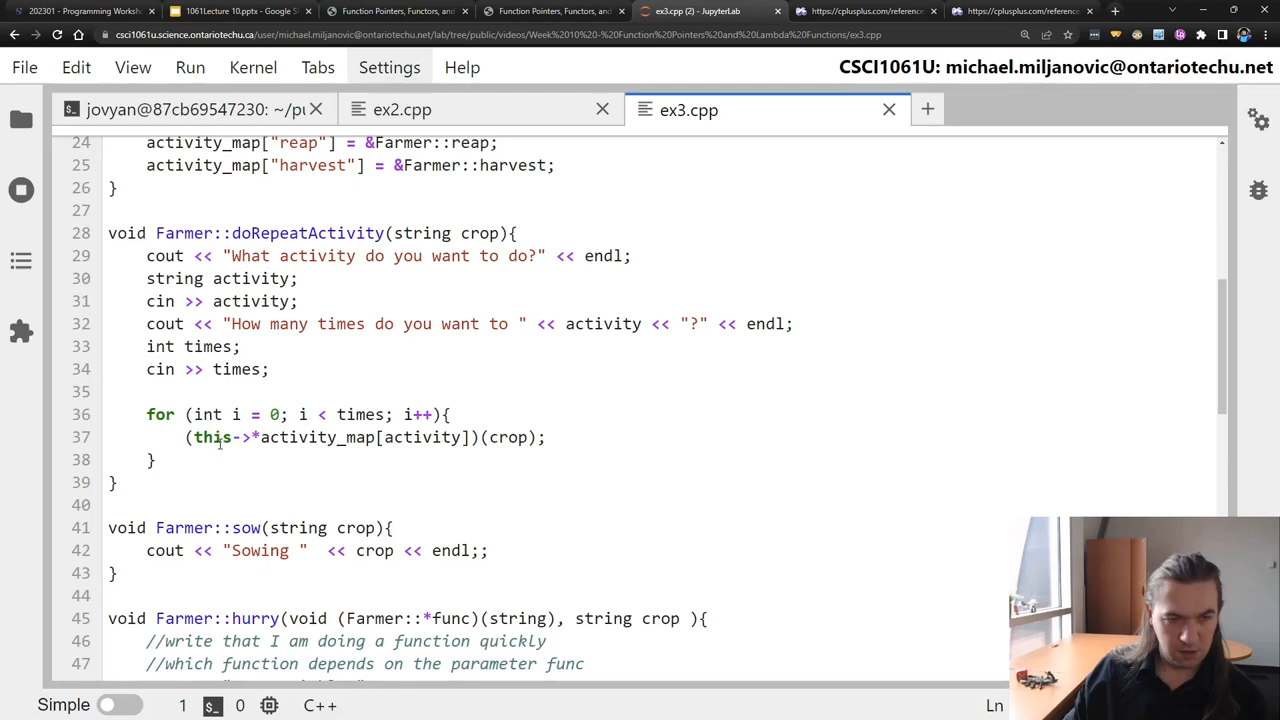 202301 - Programming Worksho
1061Lecture 10.pptx - Google S
Function Pointers, Functors, and
Function Pointers, Functors, and
ex3.cpp (2) - JupyterLab
https://cplusplus.com/reference
https://cplusplus.com/reference
csci1061u.science.ontariotechu.ca/user/michael.miljanovic@ontariotechu.net/lab/tree/public/videos/Week%2010%20-%20Function%20Pointers%20and%20Lambda%20Functions/ex3.cpp
File Edit View Run Kernel Tabs Settings Help CSCI1061U: michael.miljanovic@ontariotechu.net
jovyan@87cb69547230: ~/pu ex2.cpp ex3.cpp
24 activity_map["reap"] = &Farmer::reap;
25 activity_map["harvest"] = &Farmer::harvest;
26 }
27
28 void Farmer::doRepeatActivity(string crop){
29 cout << "What activity do you want to do?" << endl;
30 string activity;
31 cin >> activity;
32 cout << "How many times do you want to " << activity << "?" << endl;
33 int times;
34 cin >> times;
35
36 for (int i = 0; i < times; i++){
37 (this->*activity_map[activity])(crop);
38 }
39 }
40
41 void Farmer::sow(string crop){
42 cout << "Sowing "  << crop << endl;;
43 }
44
45 void Farmer::hurry(void (Farmer::*func)(string), string crop ){
46 //write that I am doing a function quickly
47 //which function depends on the parameter func
Simple 1 0 C++ Ln